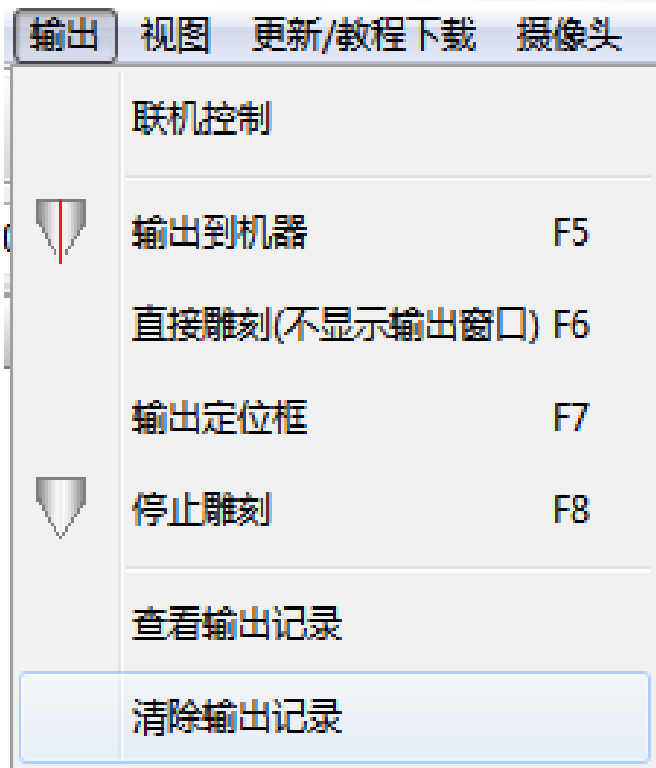 输出 视图 更新/教程下载 摄像头
联机控制
输出到机器 F5
直接雕刻(不显示输出窗口) F6
输出定位框 F7
停止雕刻 F8
查看输出记录
清除输出记录